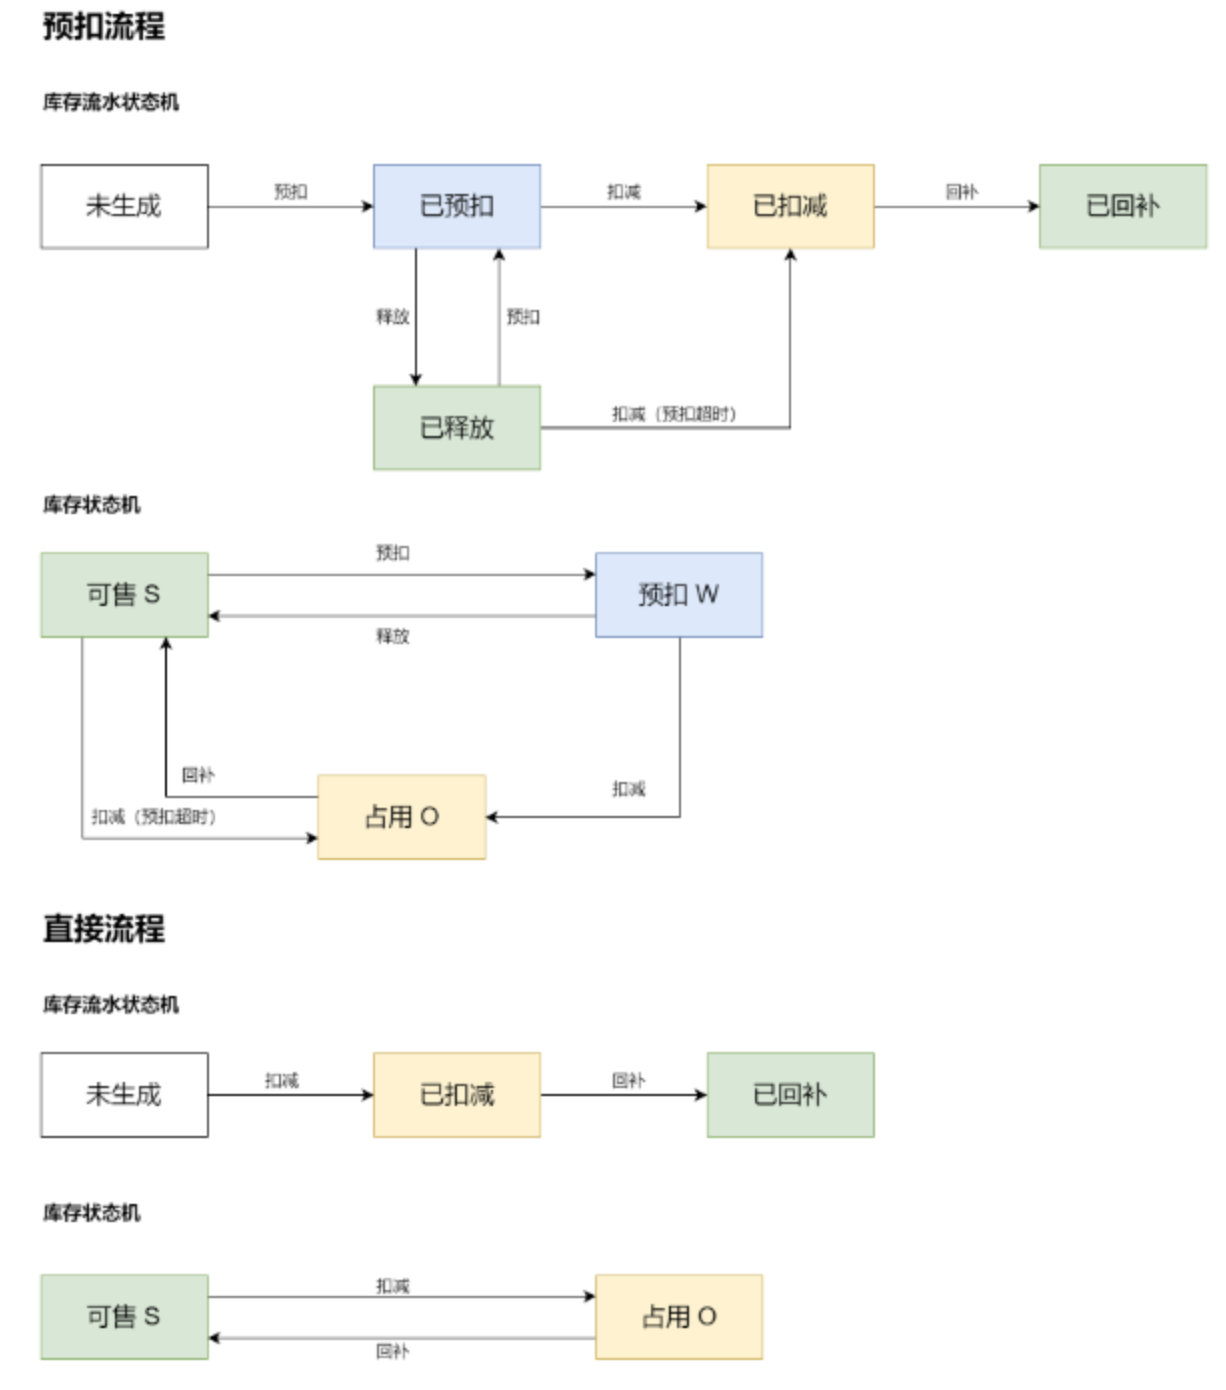 预扣流程
库存流水状态机
未生成
预扣
已预扣
扣减
已扣减
回补
已回补
释放
预扣
已释放
扣减（预扣超时）
库存状态机
可售 S
预扣
释放
预扣 W
回补
扣减（预扣超时）
占用 O
扣减
直接流程
库存流水状态机
未生成
扣减
已扣减
回补
已回补
库存状态机
可售 S
扣减
回补
占用 O